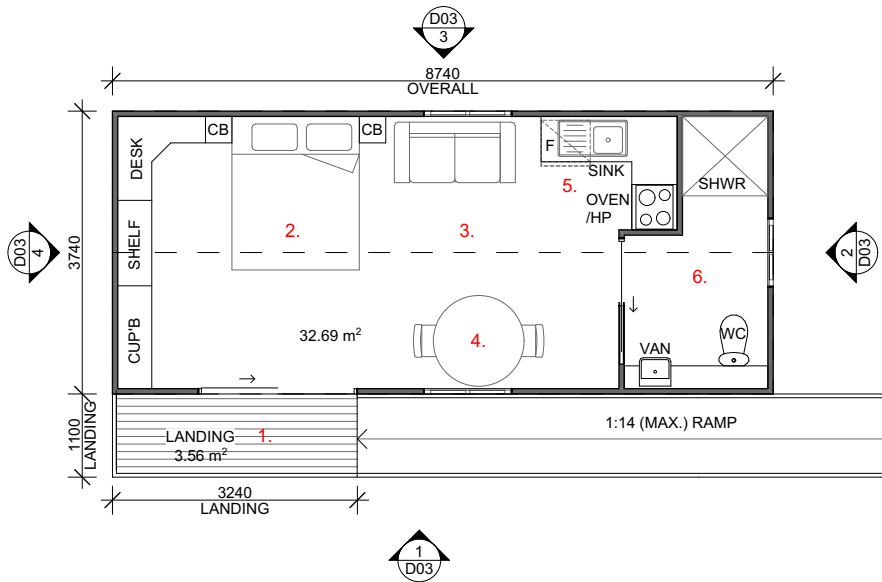 D03
3
8740
OVERALL
CB
CB
DESK
F
SINK
SHWR
5.
OVEN
/HP
D03
4
3740
SHELF
2.
3.
6.
2
D03
CUP'B
32.69 m²
4.
VAN
WC
1100
LANDING
LANDING
1.
3.56 m²
1:14 (MAX.) RAMP
3240
LANDING
1
D03